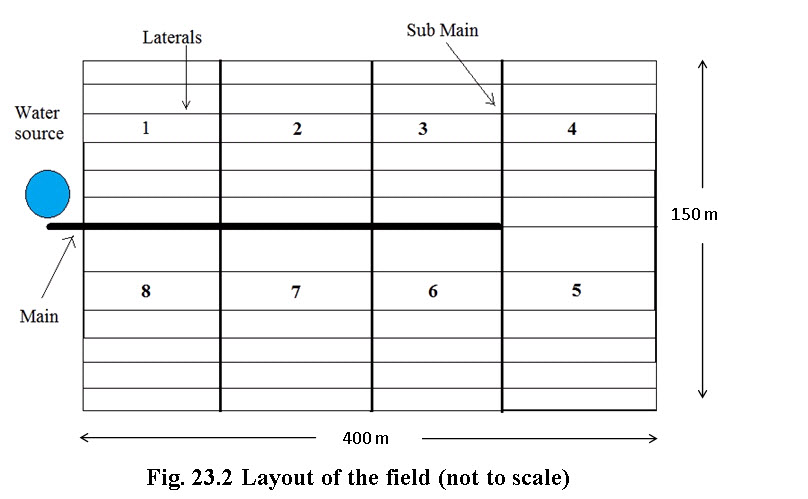 Laterals
Sub Main
Water
source
1
2
3
4
150 m
8
7
6
5
Main
400 m
Fig. 23.2 Layout of the field (not to scale)